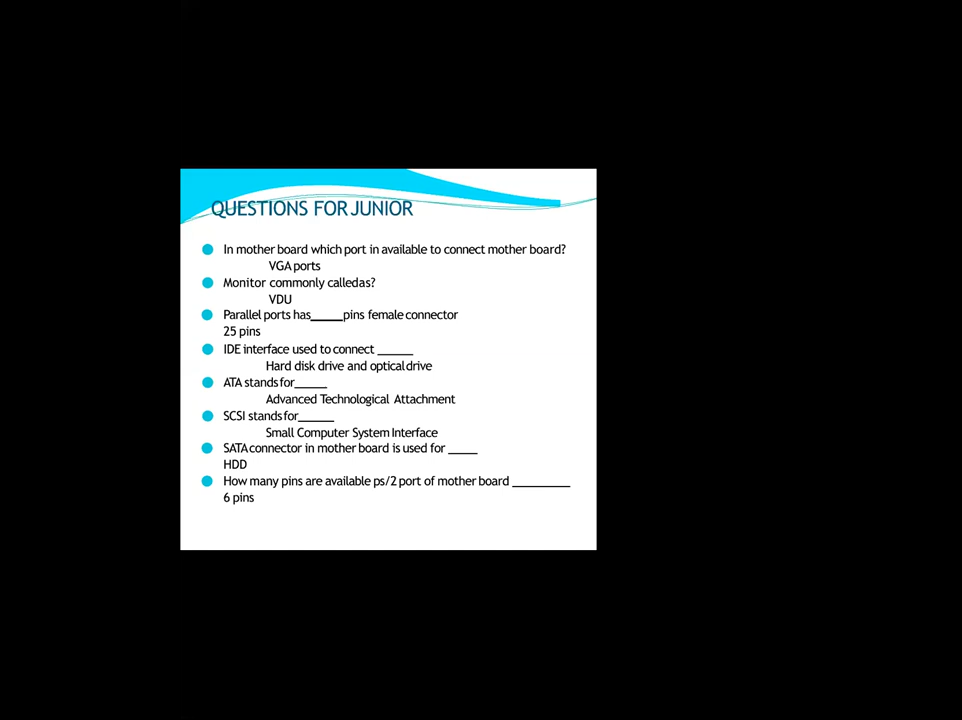 QUESTIONS FOR JUNIOR
In mother board which port in available to connect mother board?
VGA ports
Monitor commonly calledas?
VDU
Parallel ports has_____pins female connector
25 pins
IDE interface used to connect ______
Hard disk drive and opticaldrive
ATA stands for_____
Advanced Technological Attachment
SCSI stands for______
Small Computer System Interface
SATA connector in mother board is used for _____
HDD
How many pins are available ps/2 port of mother board __________
6 pins